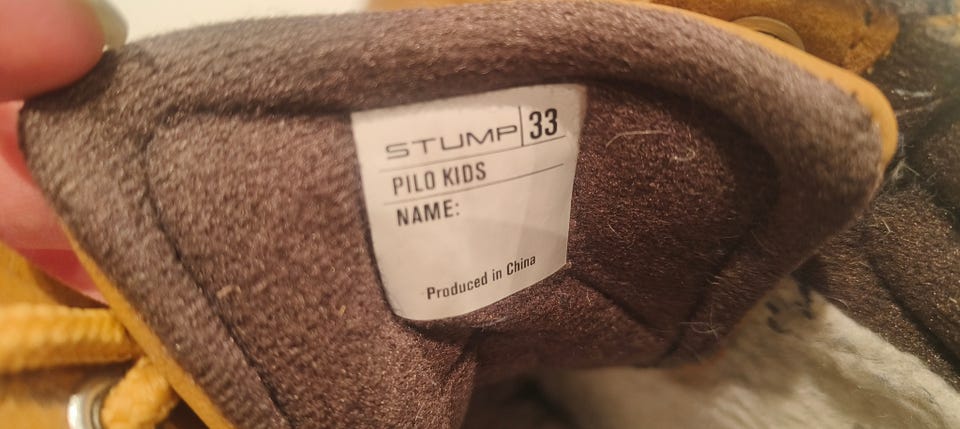 STUMP 33
PILO KIDS
NAME:
Produced in China